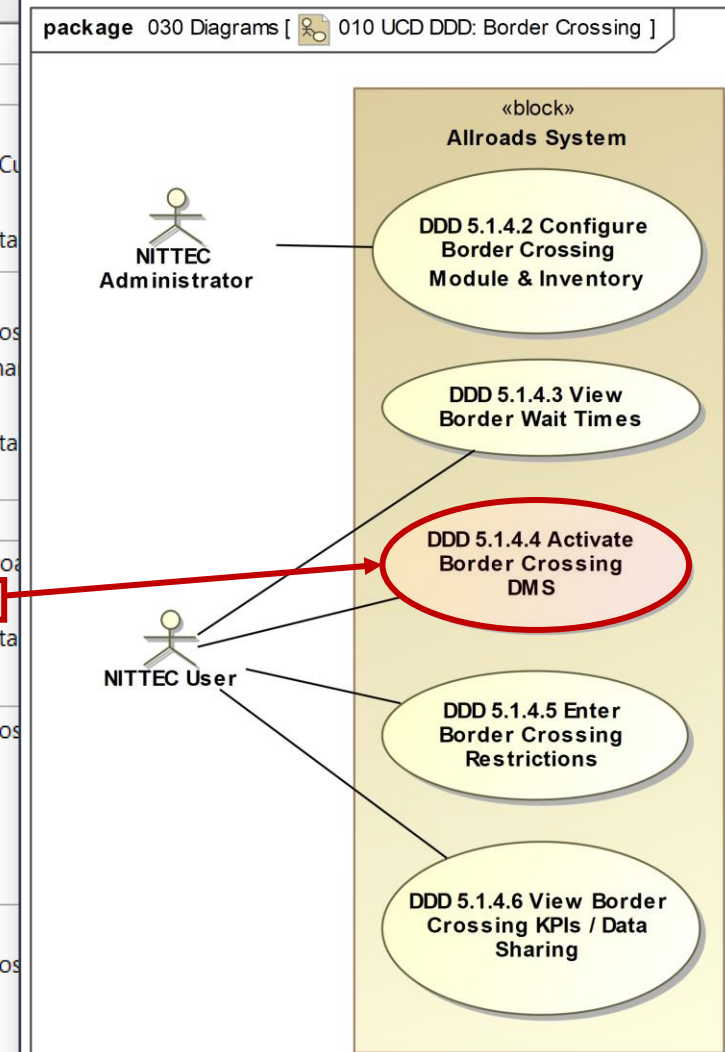 package 030 Diagrams [ 010 UCD DDD: Border Crossing ]
«block»
Allroads System
NITTEC
Administrator
DDD 5.1.4.2 Configure
Border Crossing
Module & Inventory
DDD 5.1.4.3 View
Border Wait Times
DDD 5.1.4.4 Activate
Border Crossing
DMS
NITTEC User
DDD 5.1.4.5 Enter
Border Crossing
Restrictions
DDD 5.1.4.6 View Border
Crossing KPIs / Data
Sharing